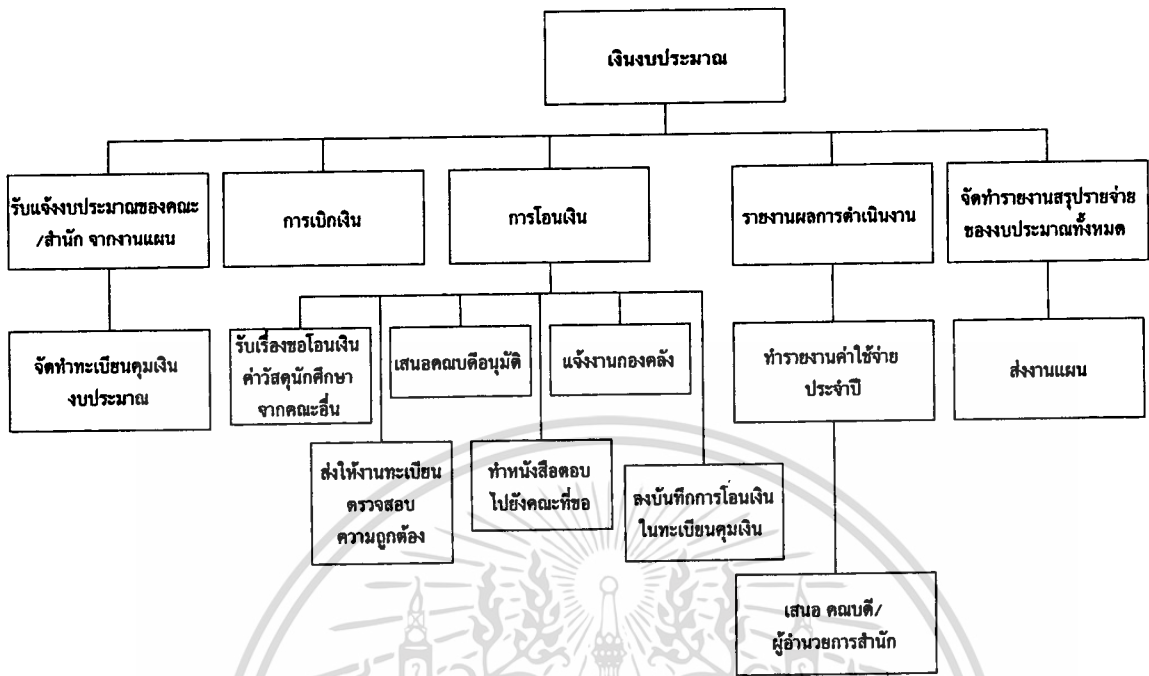 เงินงบประมาณ
รับแจ้งงบประมาณของคณะ
/สำนัก จากงานแผน
การเบิกเงิน
การโอนเงิน
รายงานผลการดำเนินงาน
จัดทำรายงานสรุปรายจ่าย
ของงบประมาณทั้งหมด
จัดทำทะเบียนคุมเงิน
งบประมาณ
รับเรื่องขอโอนเงิน
ค่าวัสดุนักศึกษา
จากคณะอื่น
เสนอคณบดีอนุมัติ
แจ้งงานกองคลัง
ทำรายงานค่าใช้จ่าย
ประจำปี
ส่งงานแผน
ส่งให้งานทะเบียน
ตรวจสอบ
ความถูกต้อง
ทำหนังสือตอบ
ไปยังคณะที่ขอ
ลงบันทึกการโอนเงิน
ในทะเบียนคุมเงิน
เสนอ คณบดี/
ผู้อำนวยการสำนัก